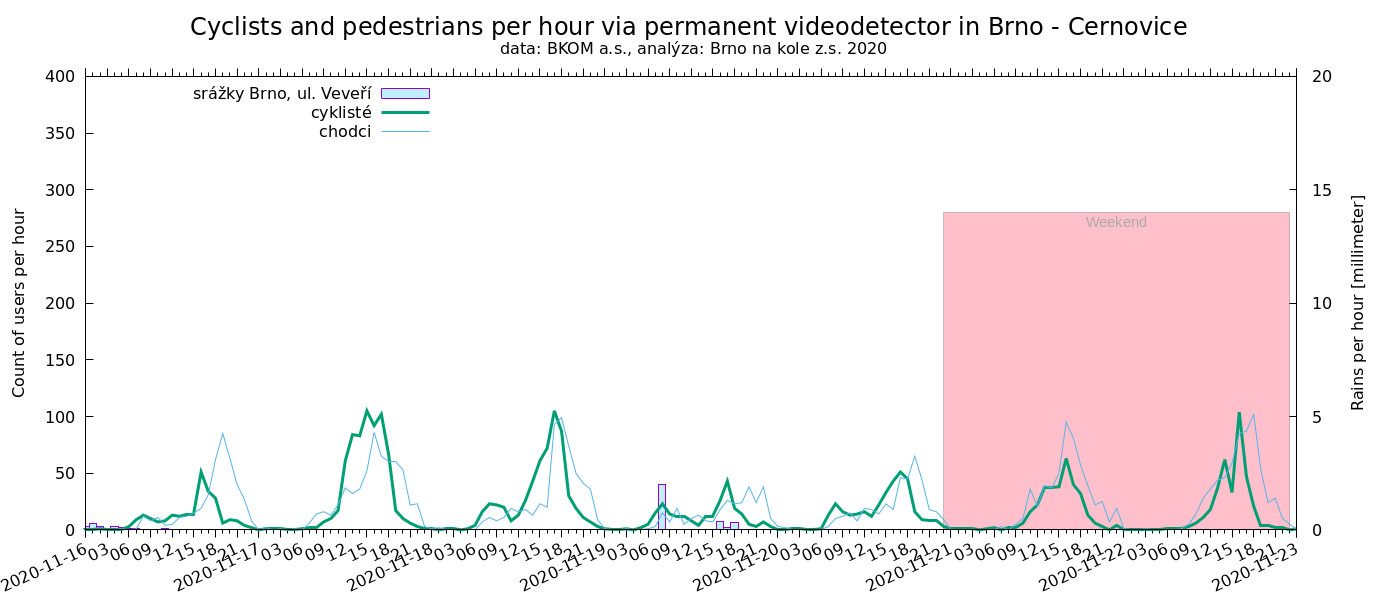 Cyclists and pedestrians per hour via permanent videodetector in Brno - Cernovice
data: BKOM a.s., analýza: Brno na kole z.s. 2020
srážky Brno, ul. Veveří
cyklisté
chodci
Weekend
Count of users per hour
400
350
300
250
200
150
100
50
0
Rains per hour [millimeter]
20
15
10
5
0
2020-11-16 03 06 09 12 15 18 21 2020-11-17 03 06 09 12 15 18 21 2020-11-18 03 06 09 12 15 18 21 2020-11-19 03 06 09 12 15 18 21 2020-11-20 03 06 09 12 15 18 21 2020-11-21 03 06 09 12 15 18 21 2020-11-22 03 06 09 12 15 18 21 2020-11-23